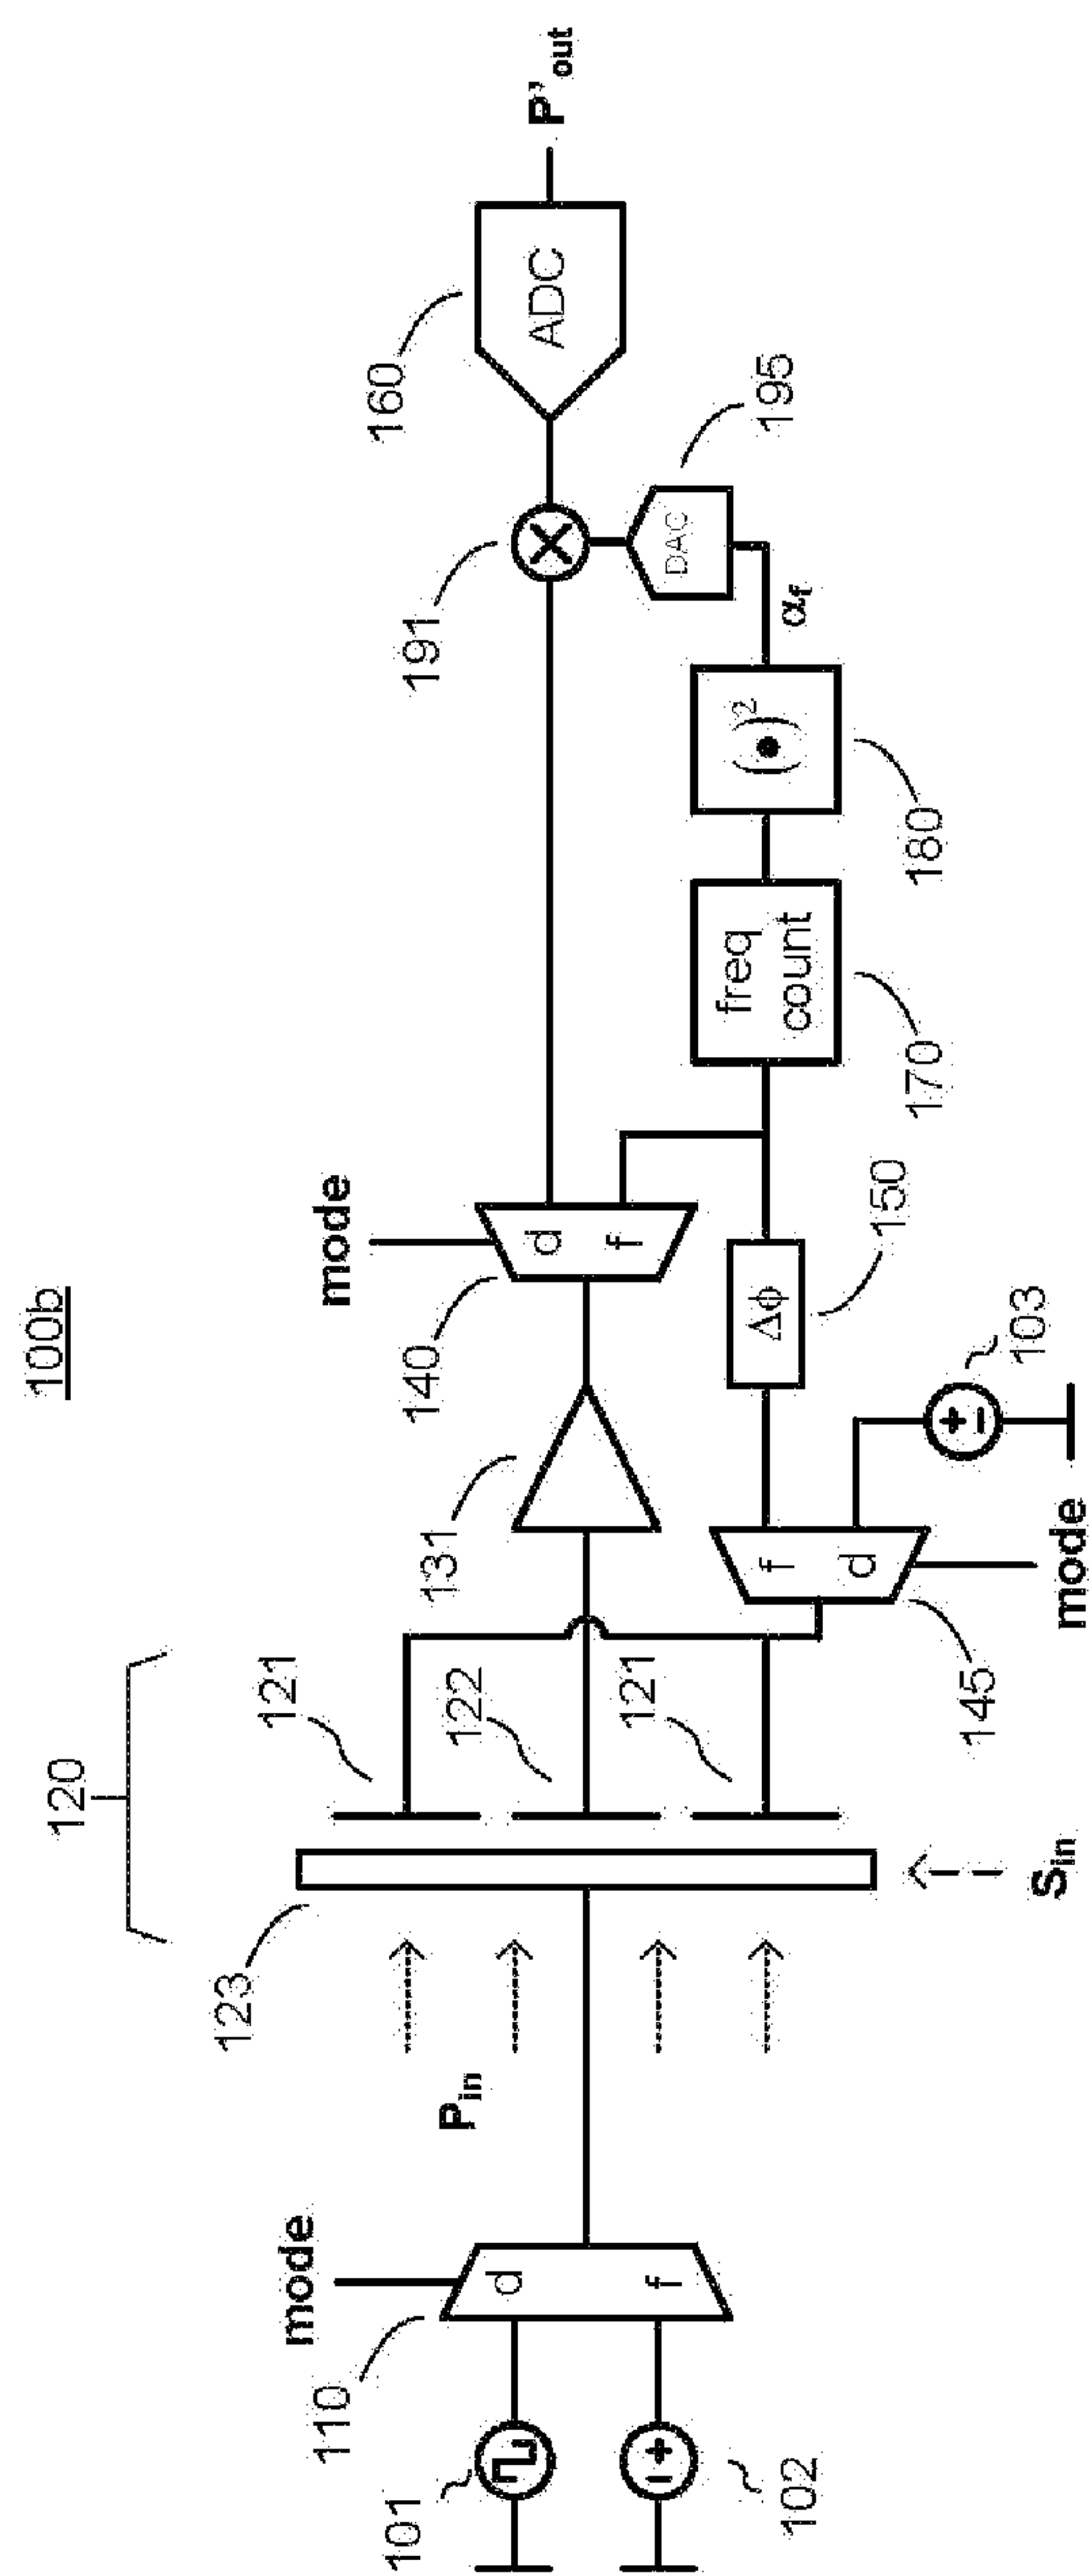 100b
120
123
121
122
121
131
140
mode
191
160
ADC
P'out
mode
110
d
f
101
102
Pin
Sin
d
f
f
d
145
mode
103
Δϕ
150
freq
count
170
(●)²
180
αf
DAC
195